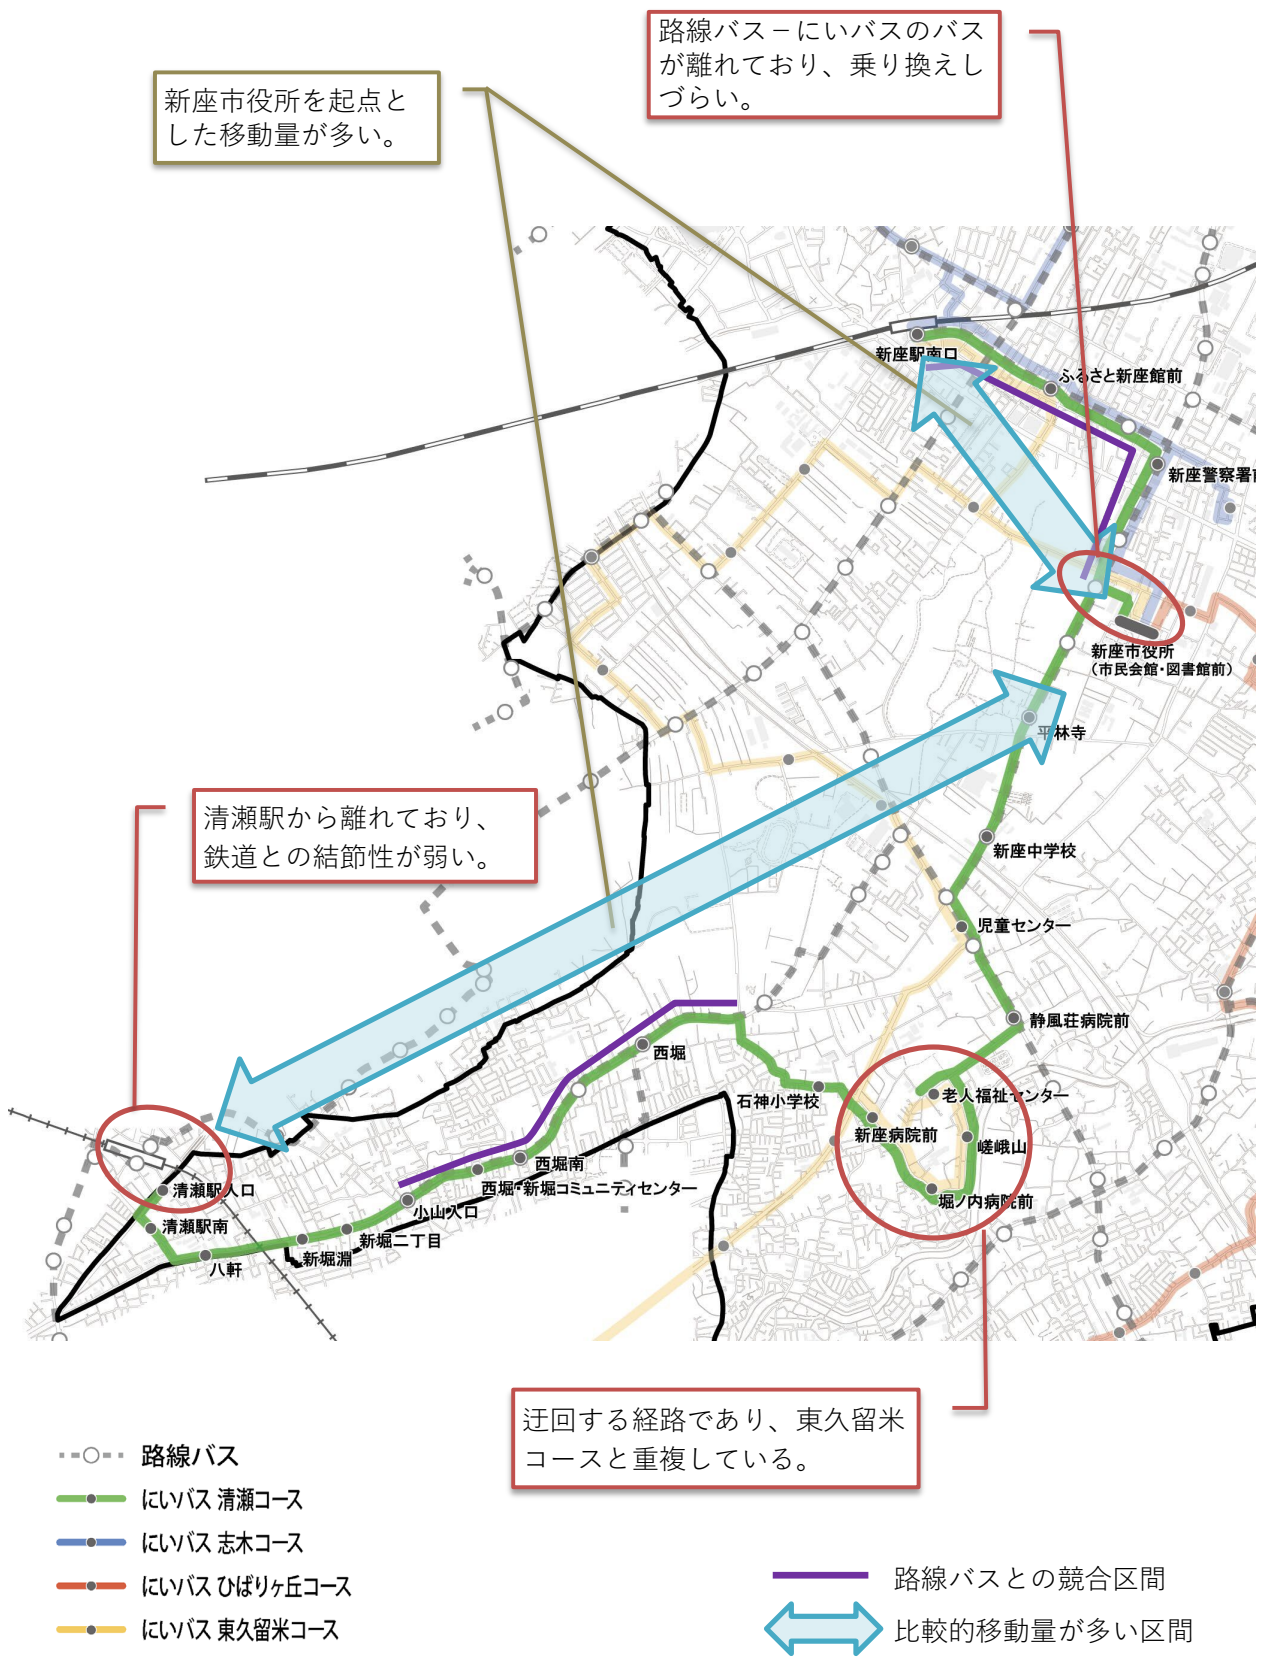 路線バス－にいバスのバス
が離れており、乗り換えし
づらい。
新座市役所を起点と
した移動量が多い。
新座駅南口
ふるさと新座館前
新座警察署前
新座市役所
（市民会館・図書館前）
平林寺
清瀬駅から離れており、
鉄道との結節性が弱い。
新座中学校
児童センター
静風荘病院前
西堀
石神小学校
老人福祉センター
新座病院前
嵯峨山
西堀南
西堀・新堀コミュニティセンター
堀ノ内病院前
清瀬駅入口
小山入口
清瀬駅南
新堀二丁目
新堀淵
八軒
迂回する経路であり、東久留米
コースと重複している。
路線バス
にいバス 清瀬コース
にいバス 志木コース
にいバス ひばりヶ丘コース
にいバス 東久留米コース
路線バスとの競合区間
比較的移動量が多い区間